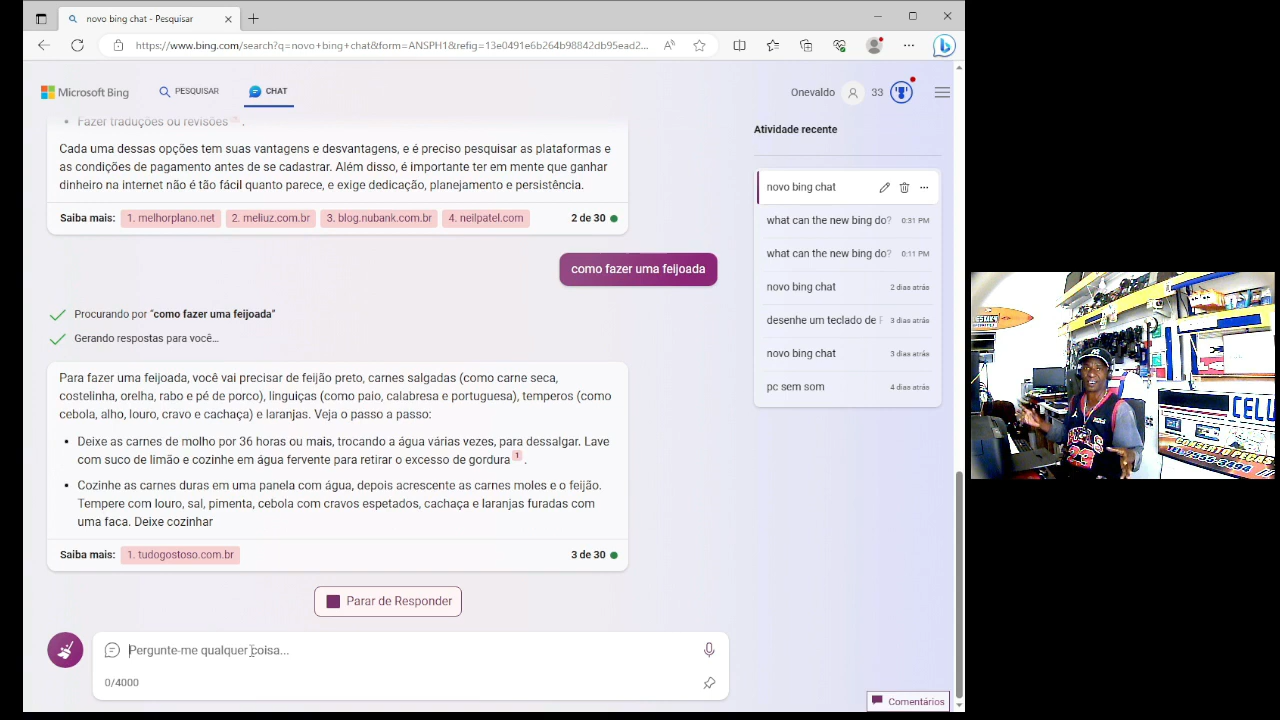 novo bing chat - Pesquisar
https://www.bing.com/search?q=novo+bing+chat&form=ANSPH1&refig=13e0491e6b264b98842db95ead2...
Microsoft Bing
PESQUISAR
CHAT
Onevaldo
33
Fazer traduções ou revisões
Cada uma dessas opções tem suas vantagens e desvantagens, e é preciso pesquisar as plataformas e
as condições de pagamento antes de se cadastrar. Além disso, é importante ter em mente que ganhar
dinheiro na internet não é tão fácil quanto parece, e exige dedicação, planejamento e persistência.
Saiba mais: 1. melhorplano.net 2. meliuz.com.br 3. blog.nubank.com.br 4. neilpatel.com 2 de 30
como fazer uma feijoada
Procurando por "como fazer uma feijoada"
Gerando respostas para você...
Para fazer uma feijoada, você vai precisar de feijão preto, carnes salgadas (como carne seca,
costelinha, orelha, rabo e pé de porco), linguiças (como paio, calabresa e portuguesa), temperos (como
cebola, alho, louro, cravo e cachaça) e laranjas. Veja o passo a passo:
• Deixe as carnes de molho por 36 horas ou mais, trocando a água várias vezes, para dessalgar. Lave
com suco de limão e cozinhe em água fervente para retirar o excesso de gordura 1 .
• Cozinhe as carnes duras em uma panela com água, depois acrescente as carnes moles e o feijão.
Tempere com louro, sal, pimenta, cebola com cravos espetados, cachaça e laranjas furadas com
uma faca. Deixe cozinhar
Saiba mais: 1. tudogostoso.com.br 3 de 30
Parar de Responder
Pergunte-me qualquer coisa...
0/4000
Atividade recente
novo bing chat
what can the new bing do? 0:31 PM
what can the new bing do? 0:11 PM
novo bing chat 2 dias atrás
desenhe um teclado de 3 dias atrás
novo bing chat 3 dias atrás
pc sem som 4 dias atrás
Comentários
CELU
23